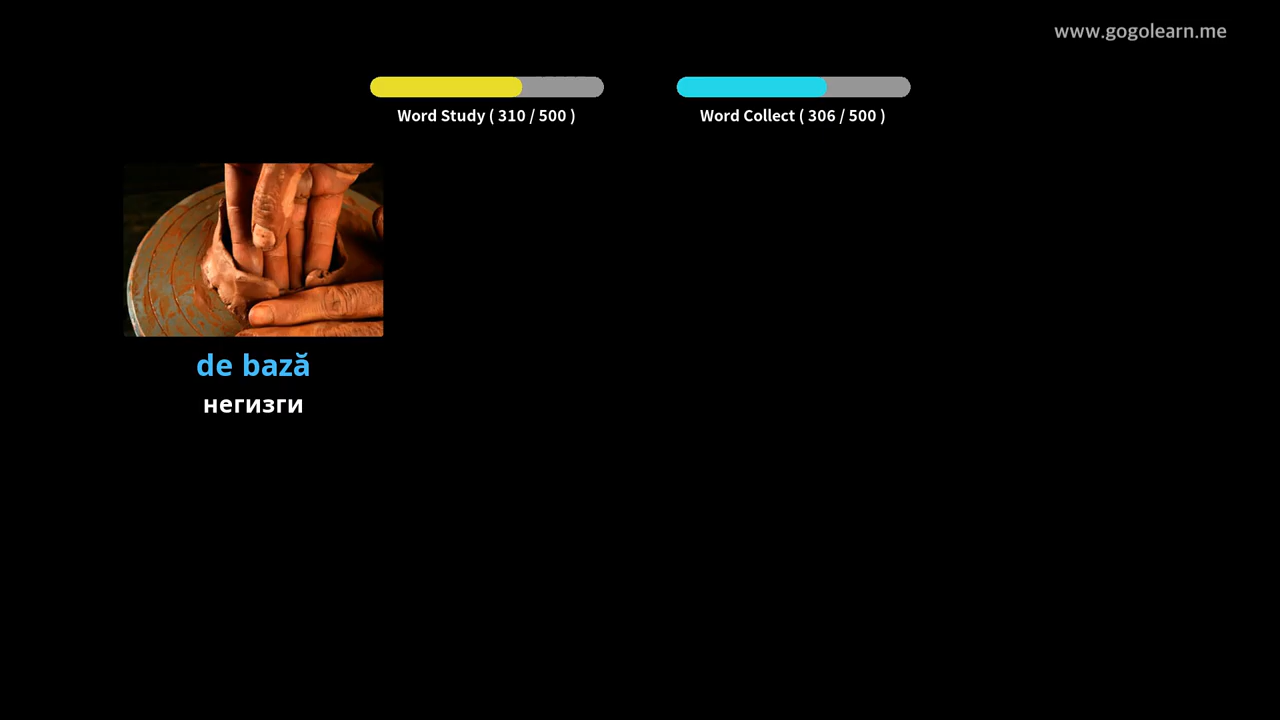 www.gogolearn.me
Word Study ( 310 / 500 )
Word Collect ( 306 / 500 )
de bază
негизги